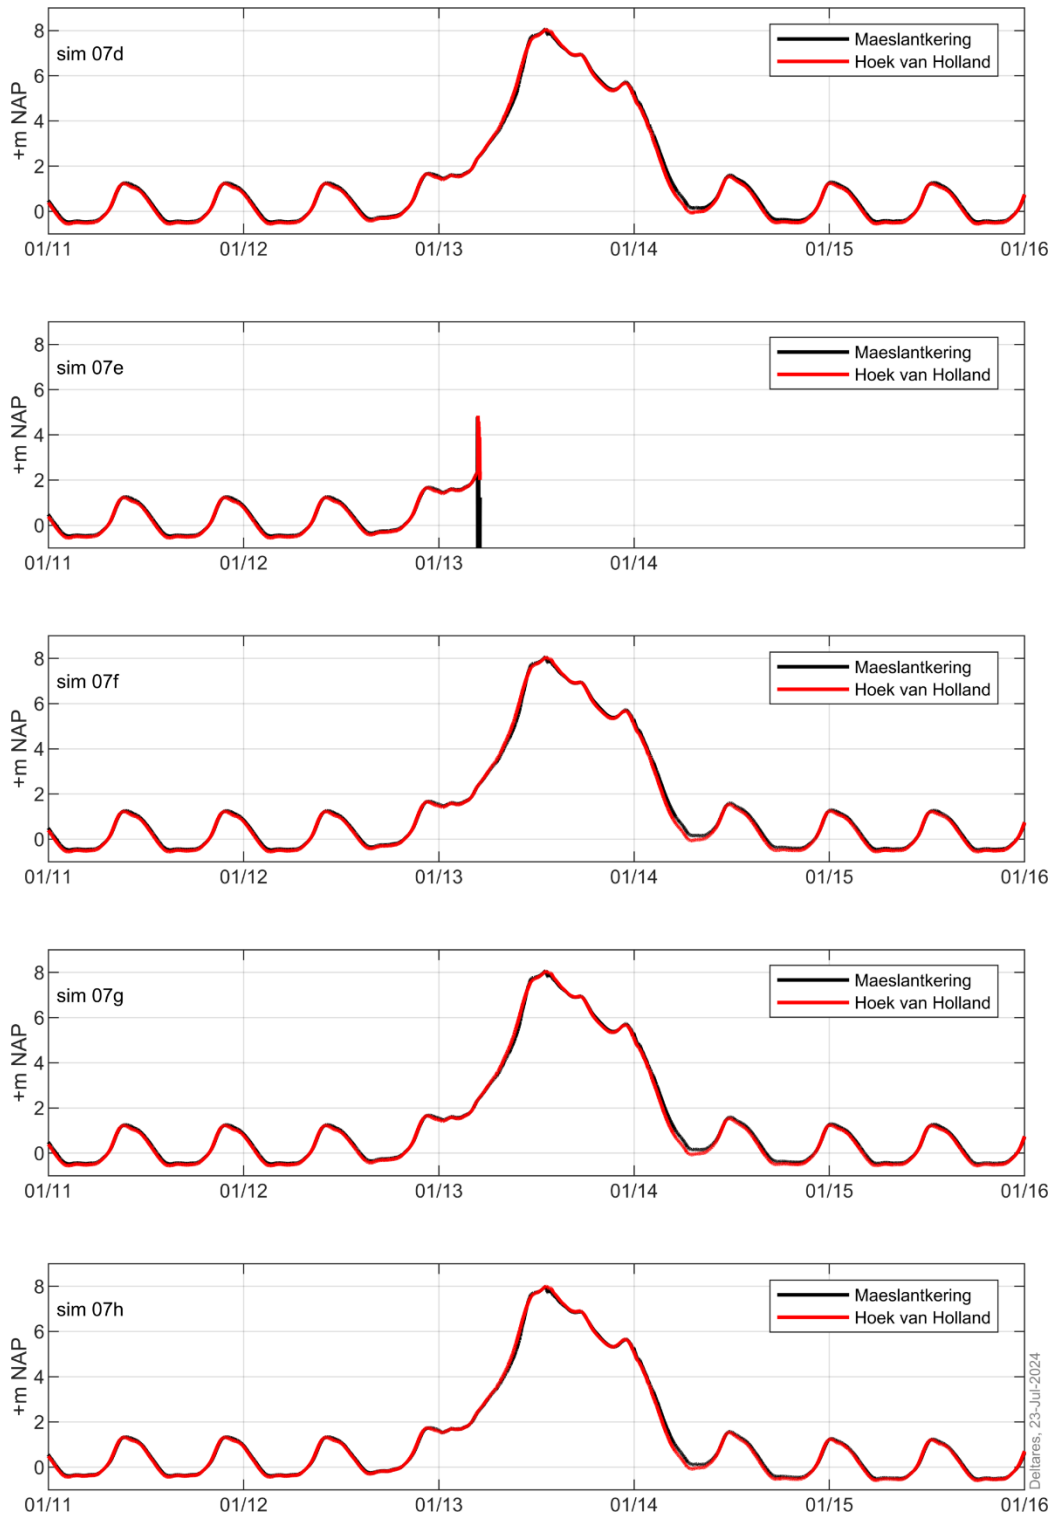 8
6
4
2
0
+m NAP
sim 07d
Maeslantkering
Hoek van Holland
01/11 01/12 01/13 01/14 01/15 01/16
8
6
4
2
0
+m NAP
sim 07e
Maeslantkering
Hoek van Holland
01/11 01/12 01/13 01/14
8
6
4
2
0
+m NAP
sim 07f
Maeslantkering
Hoek van Holland
01/11 01/12 01/13 01/14 01/15 01/16
8
6
4
2
0
+m NAP
sim 07g
Maeslantkering
Hoek van Holland
01/11 01/12 01/13 01/14 01/15 01/16
8
6
4
2
0
+m NAP
sim 07h
Maeslantkering
Hoek van Holland
01/11 01/12 01/13 01/14 01/15 01/16
Deltares, 23-Jul-2024